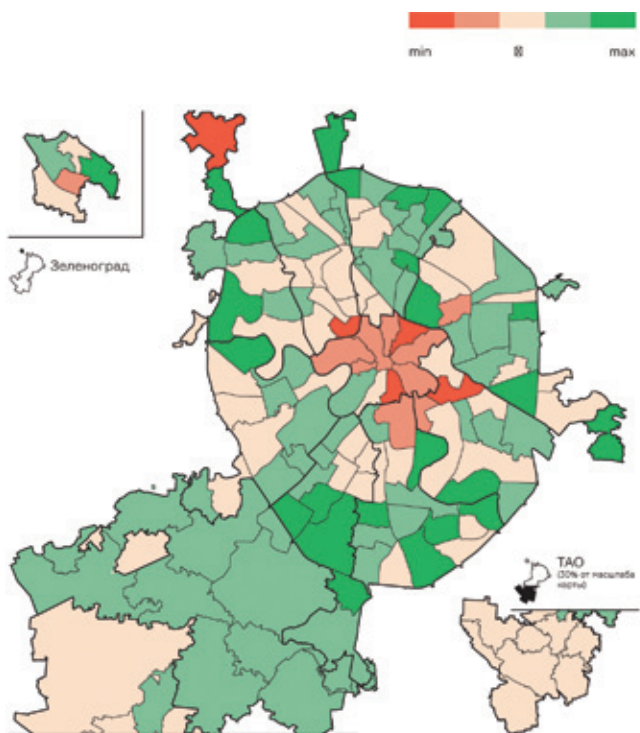 min max
Зеленоград
ТАО
(30% от масштаба
карты)